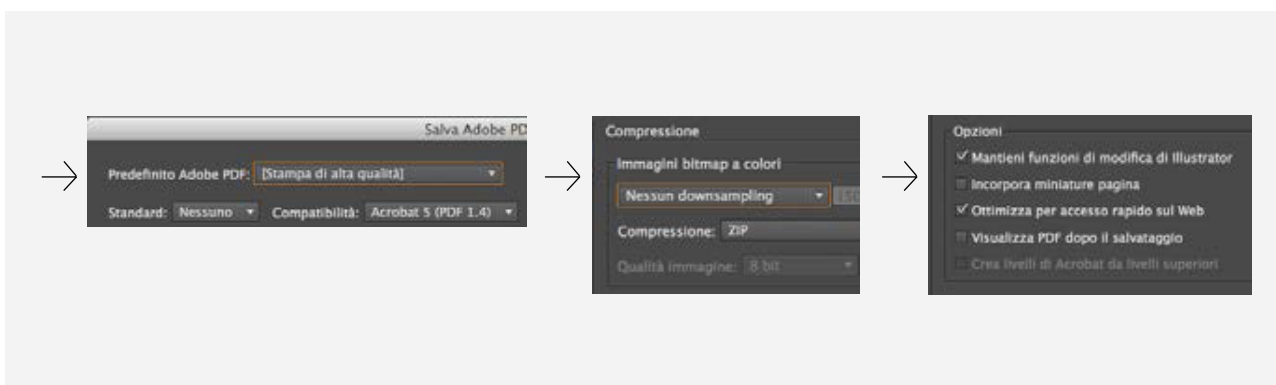 Salva Adobe PD
Predefinito Adobe PDF: [Stampa di alta qualità]
Standard: Nessuno Compatibilità: Acrobat 5 (PDF 1.4)
Compressione
Immagini bitmap a colori
Nessun downsampling
Compressione: ZIP
Qualità immagine: 8 bit
Opzioni
Mantieni funzioni di modifica di Illustrator
Incorpora miniature pagina
Ottimizza per accesso rapido sul Web
Visualizza PDF dopo il salvataggio
Crea livelli di Acrobat da livelli superiori